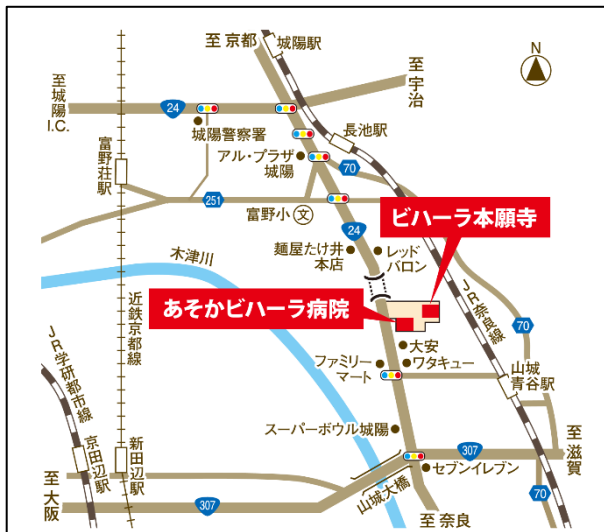 至京都
城陽駅
N
至宇治
至城陽
I.C.
24
城陽警察署
長池駅
アル・プラザ
城陽
70
富野荘駅
251
富野小
文
ビハーラ本願寺
24
麺屋たけ井
本店
レッド
バロン
木津川
あそかビハーラ病院
JR奈良線
70
近鉄京都線
大安
ファミリー
マート
ワタキュー
山城
青谷駅
JR学研都市線
スーパーボウル城陽
京田辺駅
新田辺駅
307
至滋賀
セブンイレブン
至大阪
307
山城大橋
70
至奈良